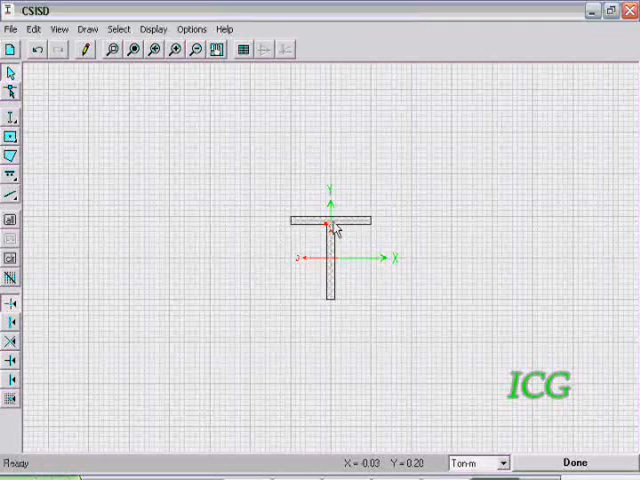 CSISD
File Edit View Draw Select Display Options Help
Y
X
ICG
Ready X = -0.03 Y = 0.20 Ton-m Done